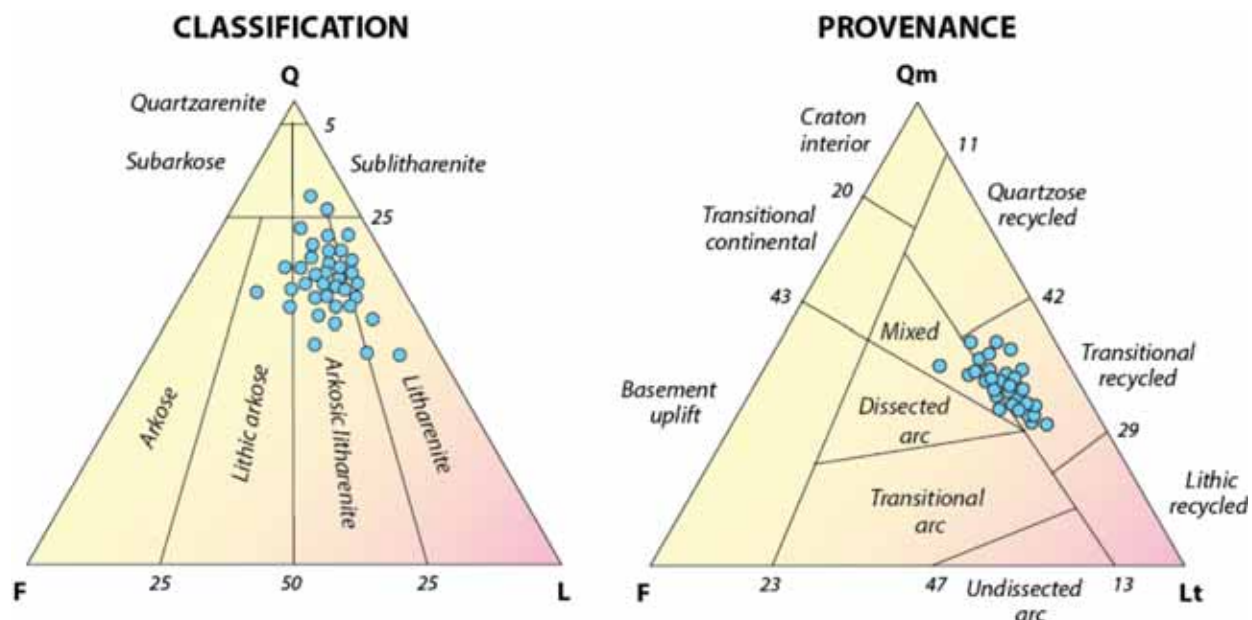 CLASSIFICATION
Q
Quartzarenite
5
Subarkose
Sublitharenite
25
Arkose
Lithic arkose
Arkosic litharenite
Litharenite
F
25
50
25
L
PROVENANCE
Qm
Craton
interior
11
20
Quartzose
recycled
Transitional
continental
43
42
Mixed
Transitional
recycled
Basement
uplift
Dissected
arc
29
Transitional
arc
Lithic
recycled
F
23
47
Undissected
arc
13
Lt